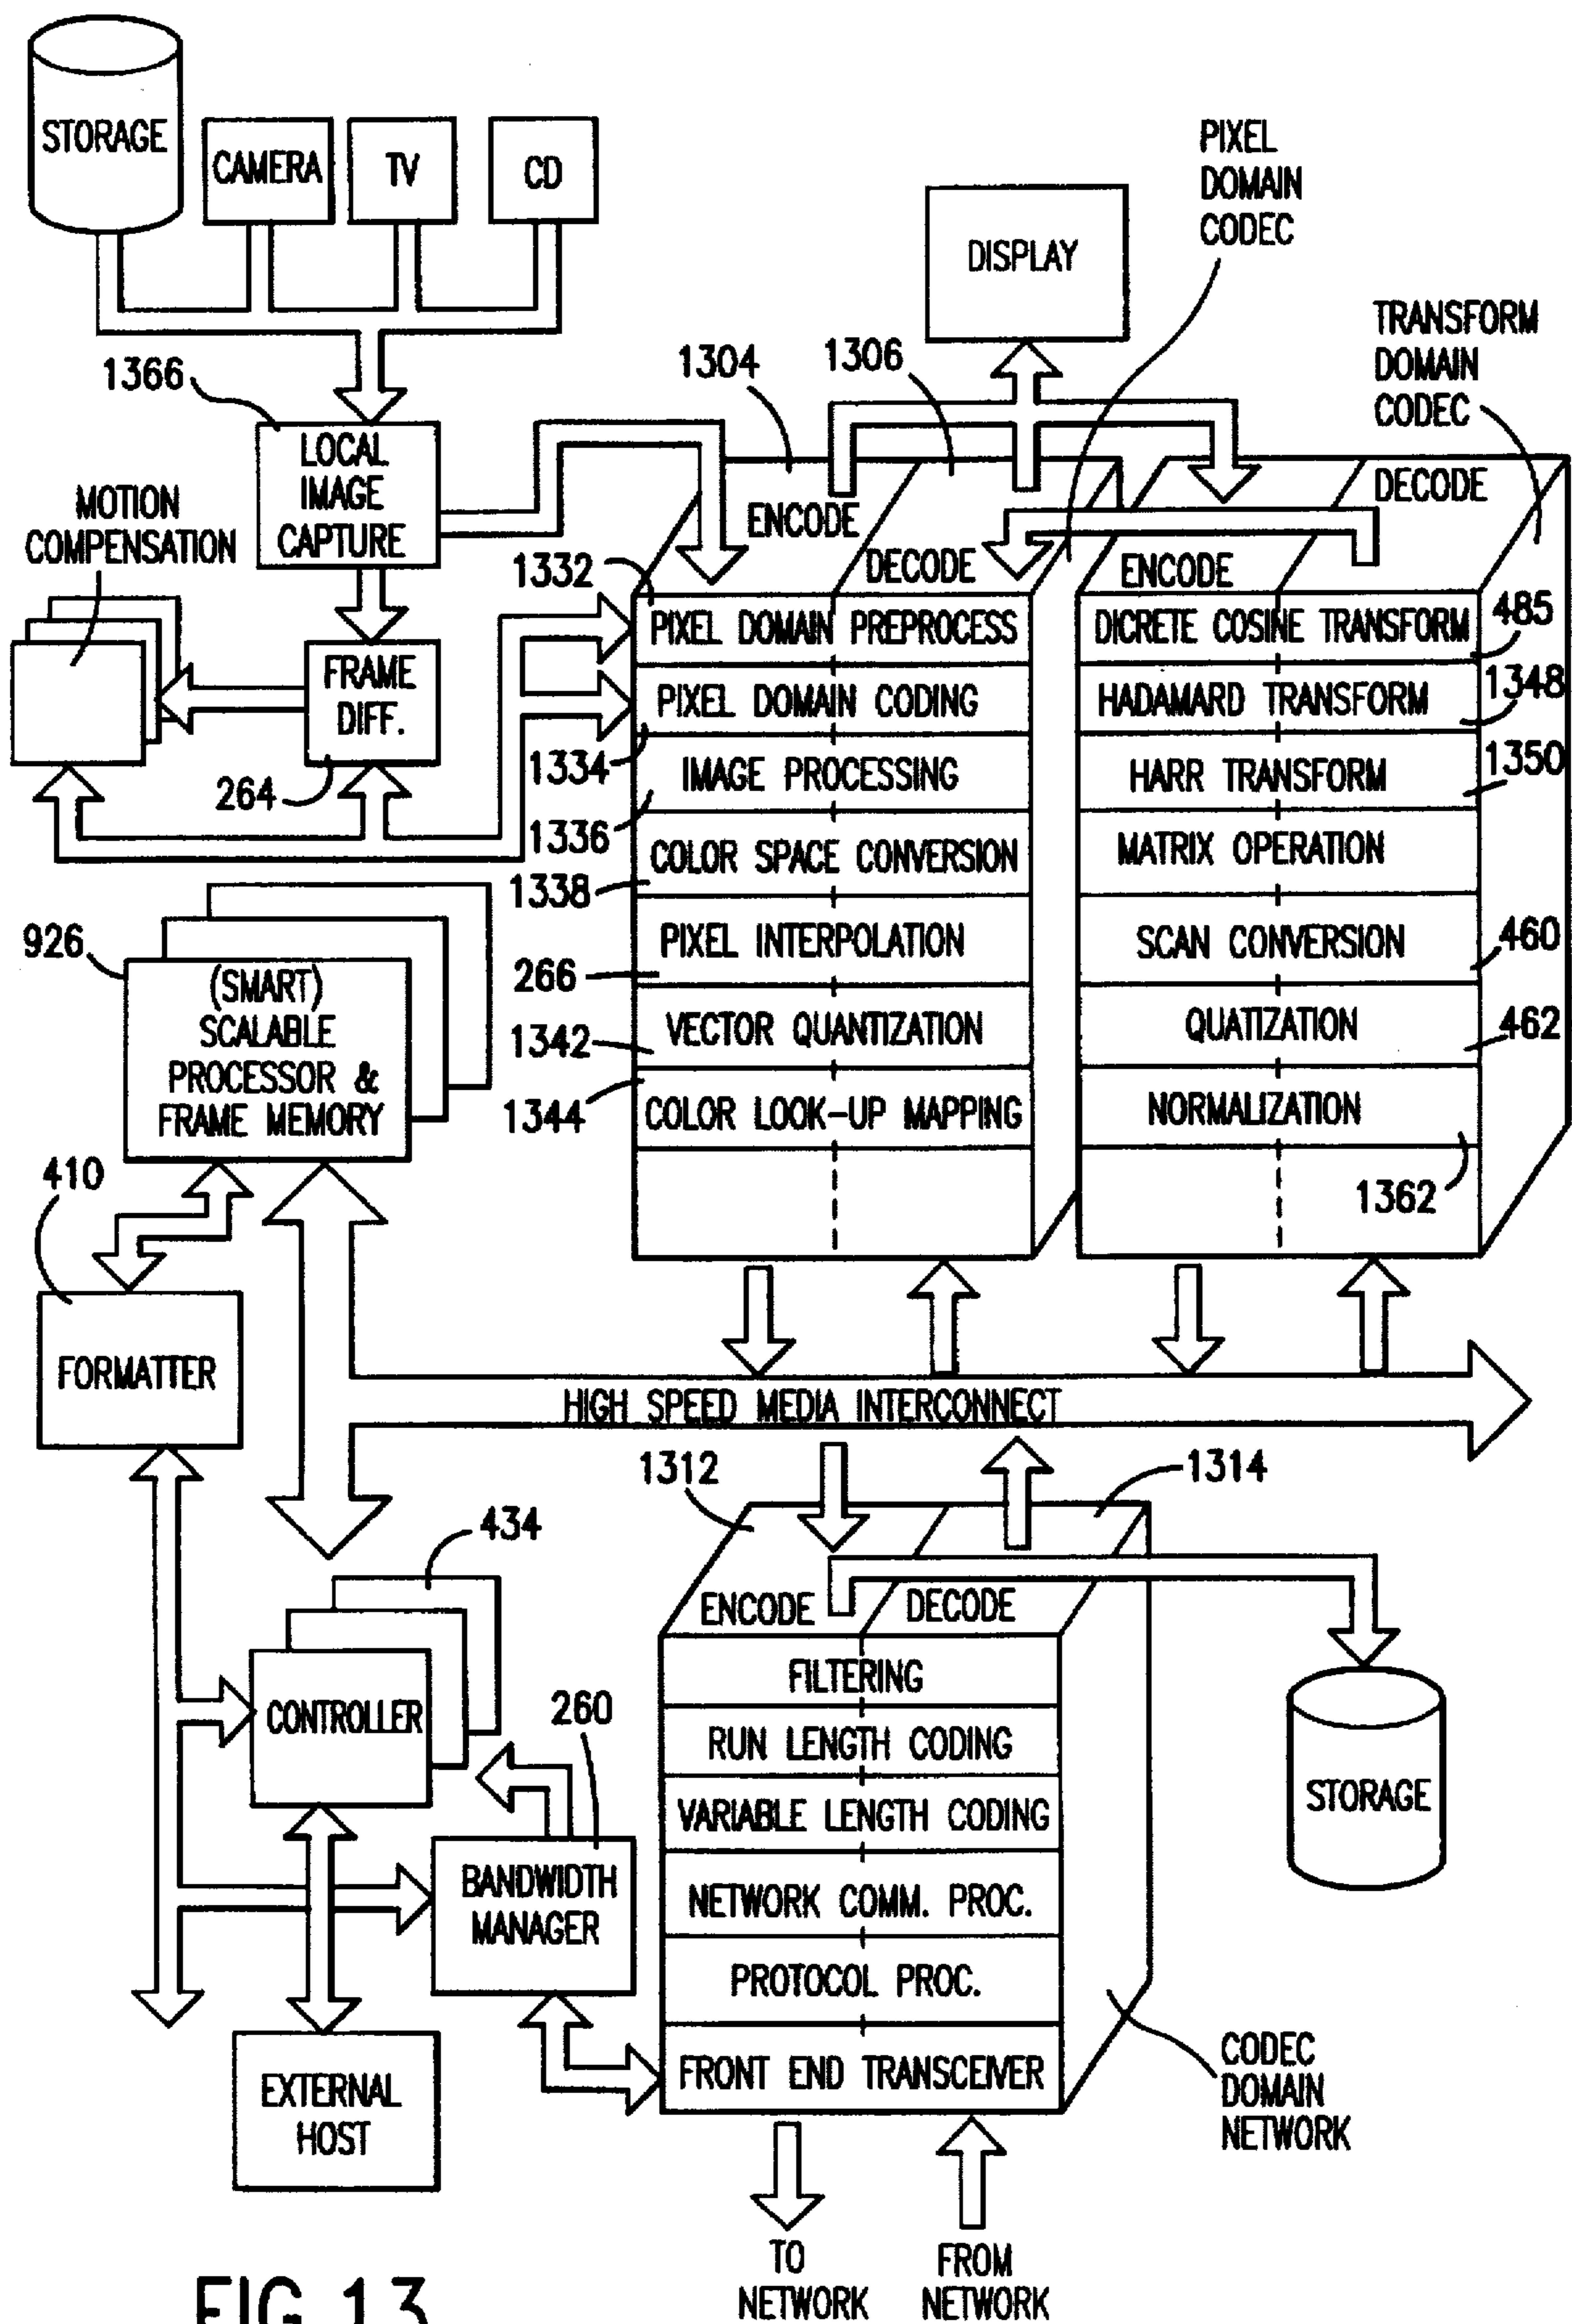 STORAGE
CAMERA
TV
CD
PIXEL
DOMAIN
CODEC
DISPLAY
TRANSFORM
DOMAIN
CODEC
1366
1304
1306
LOCAL
IMAGE
CAPTURE
MOTION
COMPENSATION
ENCODE
DECODE
ENCODE
DECODE
1332
PIXEL DOMAIN PREPROCESS
DICRETE COSINE TRANSFORM
485
FRAME
DIFF.
264
PIXEL DOMAIN CODING
HADAMARD TRANSFORM
1348
1334
IMAGE PROCESSING
HARR TRANSFORM
1350
1336
COLOR SPACE CONVERSION
MATRIX OPERATION
1338
926
(SMART)
SCALABLE
PROCESSOR &
FRAME MEMORY
PIXEL INTERPOLATION
SCAN CONVERSION
460
266
VECTOR QUANTIZATION
QUATIZATION
462
1342
COLOR LOOK-UP MAPPING
NORMALIZATION
1344
1362
410
FORMATTER
HIGH SPEED MEDIA INTERCONNECT
1312
1314
434
ENCODE
DECODE
CONTROLLER
260
FILTERING
RUN LENGTH CODING
VARIABLE LENGTH CODING
NETWORK COMM. PROC.
PROTOCOL PROC.
FRONT END TRANSCEIVER
STORAGE
BANDWIDTH
MANAGER
EXTERNAL
HOST
CODEC
DOMAIN
NETWORK
TO
NETWORK
FROM
NETWORK
FIG.13